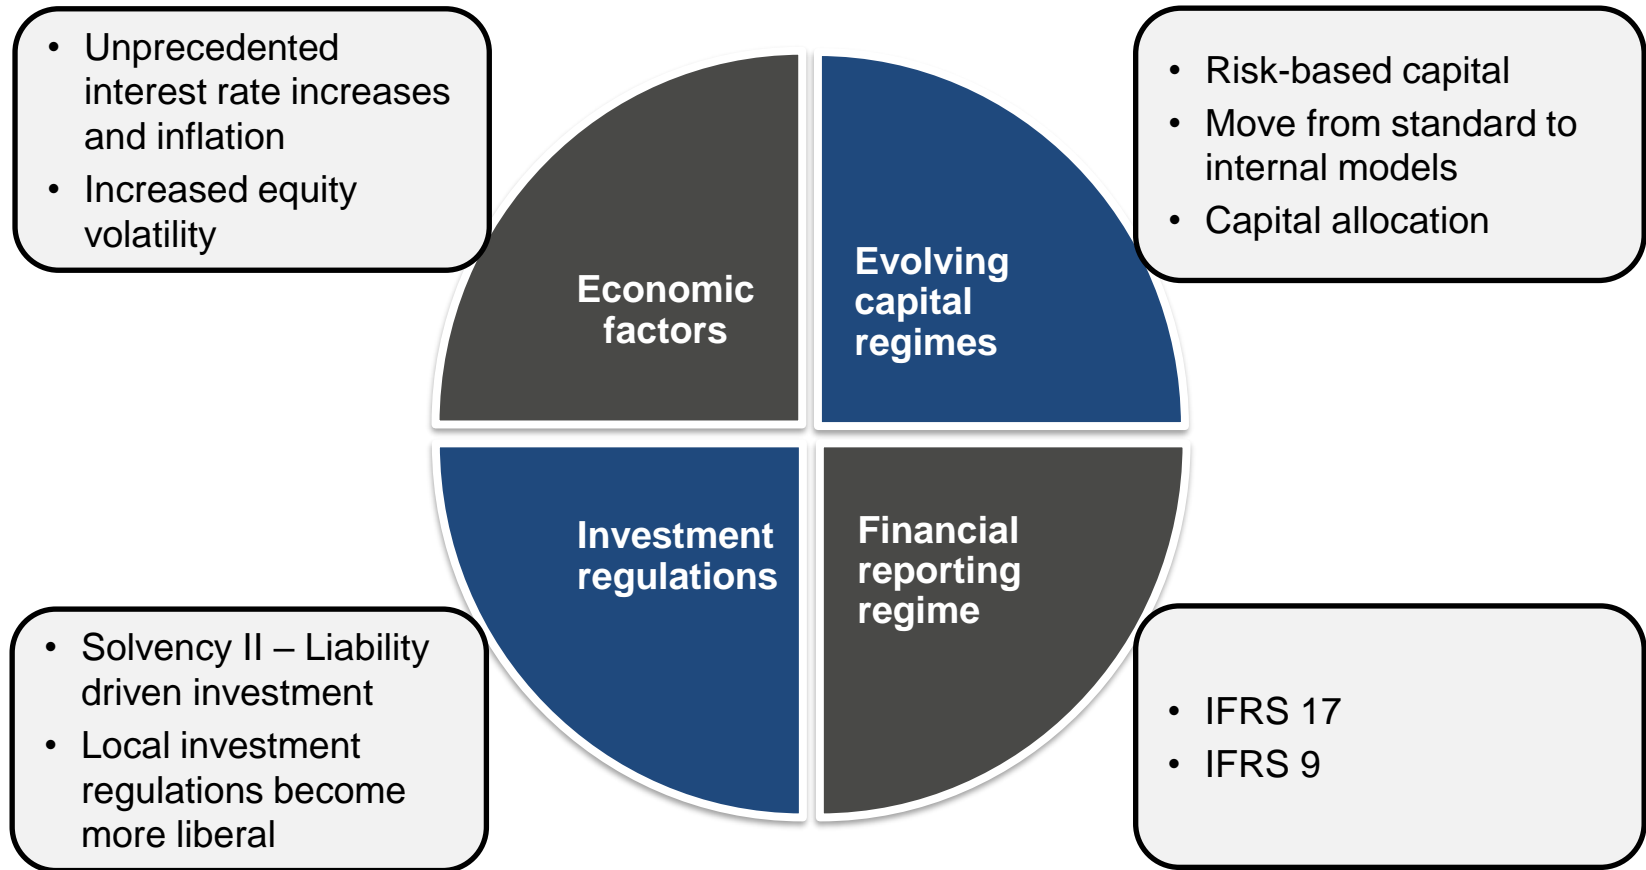 • Unprecedented
interest rate increases
and inflation
• Increased equity
volatility
• Risk-based capital
• Move from standard to
internal models
• Capital allocation
Economic
factors
Evolving
capital
regimes
Investment
regulations
Financial
reporting
regime
• Solvency II – Liability
driven investment
• Local investment
regulations become
more liberal
• IFRS 17
• IFRS 9